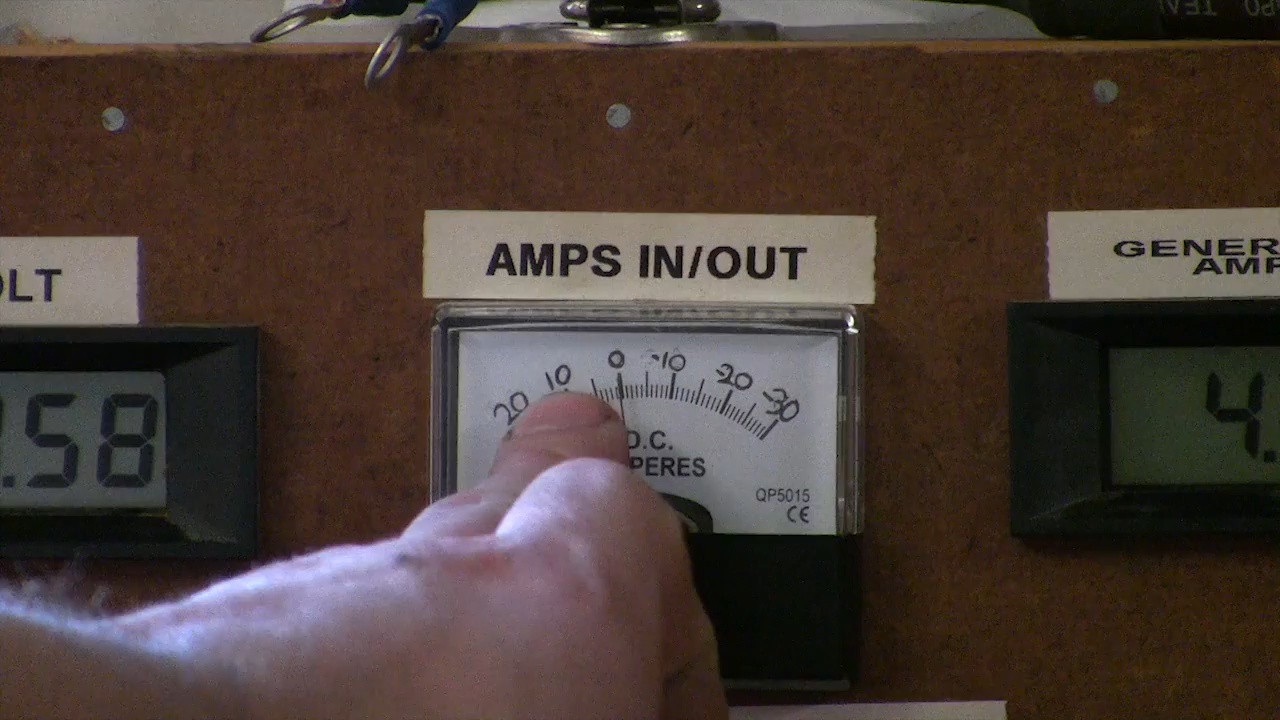 OLT
AMPS IN/OUT
GENER
AMP
.58
20 10 0 -10 -20 -30
D.C.
PERES
QP5015
CE
4.